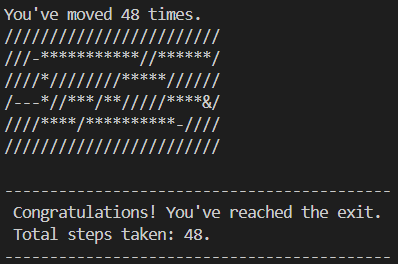 You've moved 48 times.
////////////////////////
///-***********//******/
////*////////*****//////
/---*//***/**/////****&/
////****/**********-////
////////////////////////
-------------------------------------------
Congratulations! You've reached the exit.
Total steps taken: 48.
-------------------------------------------